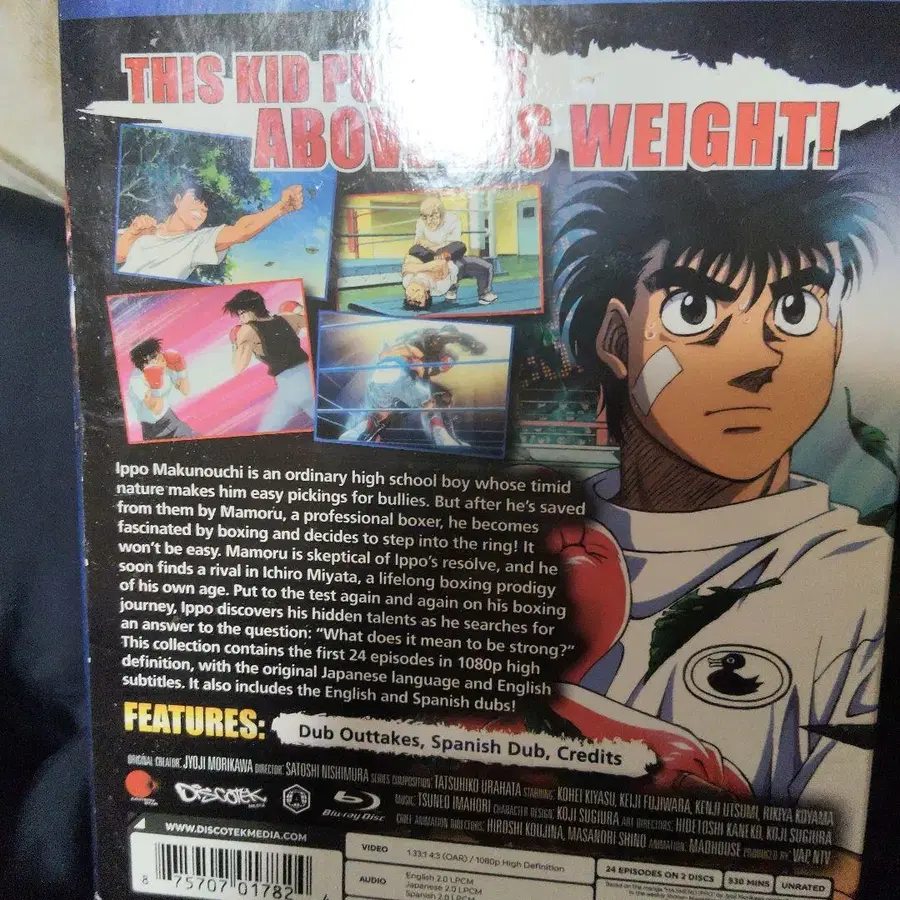 THIS KID
ABOV IS WEIGHT!
Ippo Makunouchi is an ordinary high school boy whose timid
nature makes him easy pickings for bullies. But after he's saved
from them by Mamoru, a professional boxer, he becomes
fascinated by boxing and decides to step into the ring! It
won't be easy. Mamoru is skeptical of Ippo's resolve, and he
soon finds a rival in Ichiro Miyata, a lifelong boxing prodigy
of his own age. Put to the test again and again on his boxing
journey, Ippo discovers his hidden talents as he searches for
an answer to the question: "What does it mean to be strong?"
This collection contains the first 24 episodes in 1080p high
definition, with the original Japanese language and English
subtitles. It also includes the English and Spanish dubs!
FEATURES: Dub Outtakes, Spanish Dub, Credits
ORIGINAL CREATOR: JYOJI MORIKAWA DIRECTOR: SATOSHI NISHIMURA SERIES COMPOSITION: TATSUHIKO URAHATA STARRING: KOHEI KIYASU, KEIJI FUJIWARA, KENJI UTSUMI, RIKIYA KOYAMA
MUSIC: TSUNEO IMAHORI CHARACTER DESIGN: KOJI SUGIURA ART DIRECTORS: HIDETOSHI KANEKO, KOJI SUGIURA
CHIEF ANIMATION DIRECTORS: HIROSHI KOUJINA, MASANORI SHINO ANIMATION: MADHOUSE PRODUCED BY: VAP, NTV
DISCOTEK
MEDIA
Blu-ray Disc
WWW.DISCOTEKMEDIA.COM
8 75707 01782 4
VIDEO 1.33:1 4:3 (OAR) / 1080p High Definition
AUDIO English 2.0 LPCM
Japanese 2.0 LPCM
Spanish 2.0 LPCM
24 EPISODES ON 2 DISCS 530 MINS UNRATED